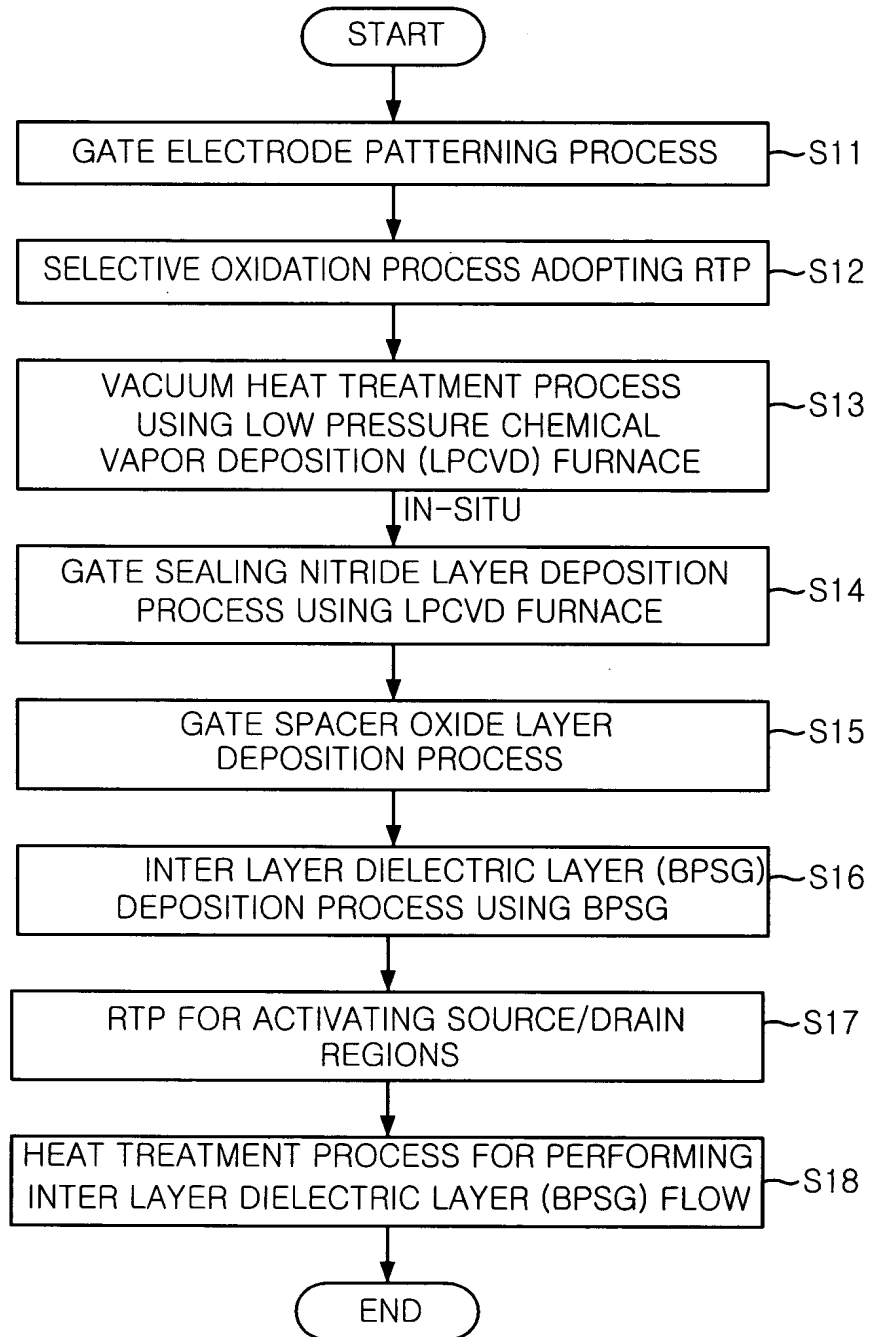 START
GATE ELECTRODE PATTERNING PROCESS
S11
SELECTIVE OXIDATION PROCESS ADOPTING RTP
S12
VACUUM HEAT TREATMENT PROCESS
USING LOW PRESSURE CHEMICAL
VAPOR DEPOSITION (LPCVD) FURNACE
S13
IN-SITU
GATE SEALING NITRIDE LAYER DEPOSITION
PROCESS USING LPCVD FURNACE
S14
GATE SPACER OXIDE LAYER
DEPOSITION PROCESS
S15
INTER LAYER DIELECTRIC LAYER (BPSG)
DEPOSITION PROCESS USING BPSG
S16
RTP FOR ACTIVATING SOURCE/DRAIN
REGIONS
S17
HEAT TREATMENT PROCESS FOR PERFORMING
INTER LAYER DIELECTRIC LAYER (BPSG) FLOW
S18
END